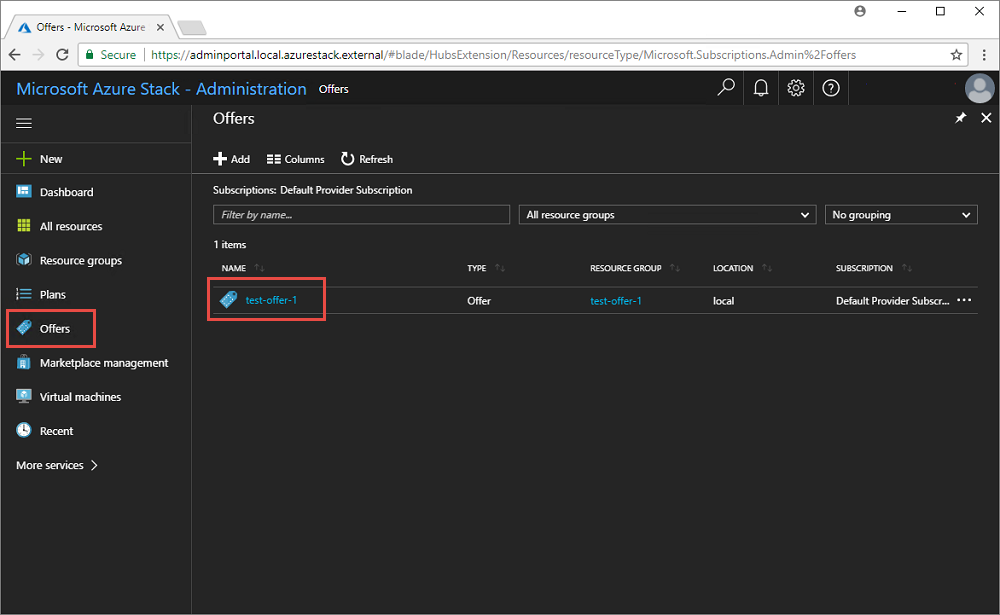 Offers - Microsoft Azure
Secure https://adminportal.local.azurestack.external/#blade/HubsExtension/Resources/resourceType/Microsoft.Subscriptions.Admin%2Foffers
Microsoft Azure Stack - Administration Offers
Offers
New
Add Columns Refresh
Dashboard
Subscriptions: Default Provider Subscription
Filter by name... All resource groups No grouping
All resources
1 items
Resource groups
NAME TYPE RESOURCE GROUP LOCATION SUBSCRIPTION
Plans
test-offer-1 Offer test-offer-1 local Default Provider Subscr... ...
Offers
Marketplace management
Virtual machines
Recent
More services